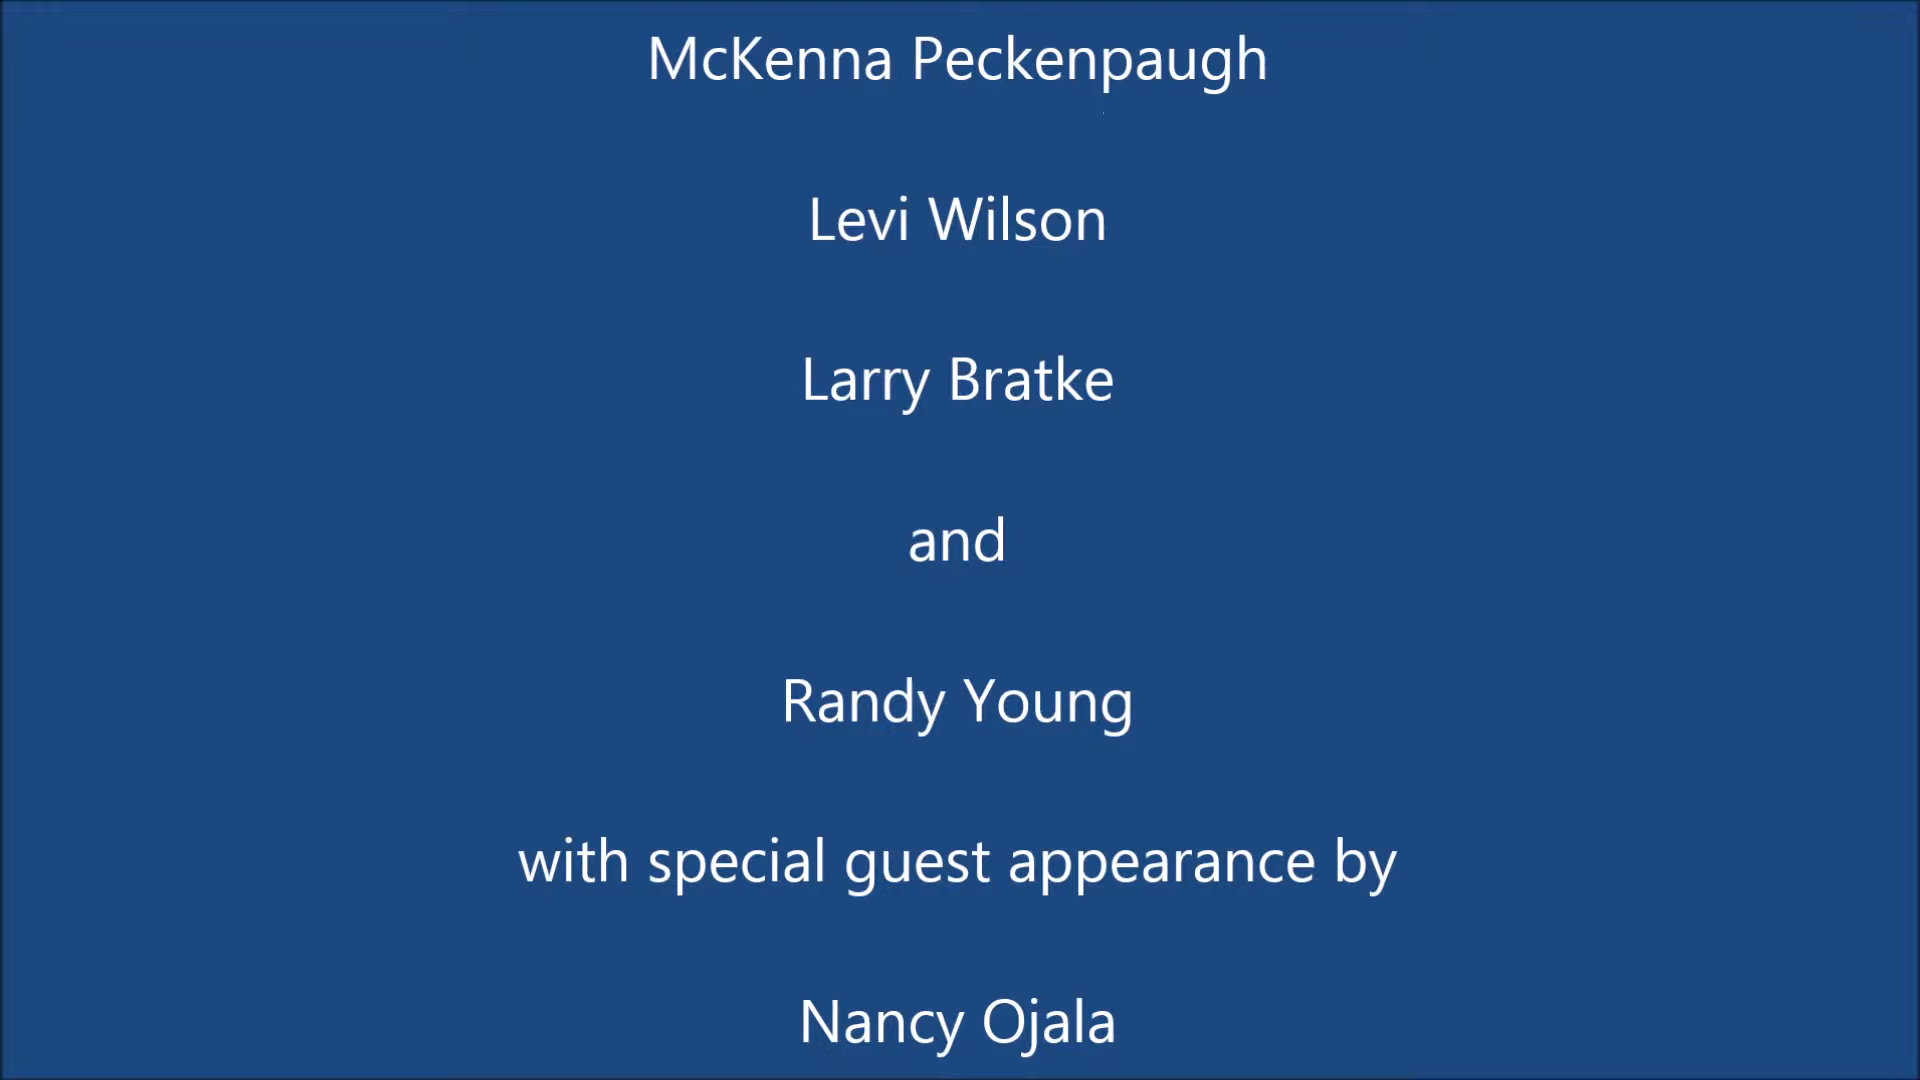 McKenna Peckenpaugh
Levi Wilson
Larry Bratke
and
Randy Young
with special guest appearance by
Nancy Ojala